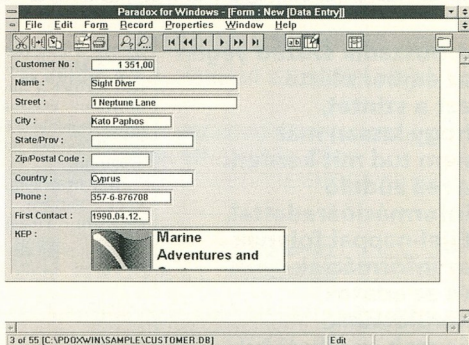 Paradox for Windows - [Form : New [Data Entry]]
File Edit Form Record Properties Window Help
Customer No : 1 351,00
Name : Sight Diver
Street : 1 Neptune Lane
City : Kato Paphos
State/Prov :
Zip/Postal Code :
Country : Cyprus
Phone : 357-6-876708
First Contact : 1990.04.12.
KEP : Marine
Adventures and
3 of 55 [C:\PDOXWIN\SAMPLE\CUSTOMER.DB] Edit